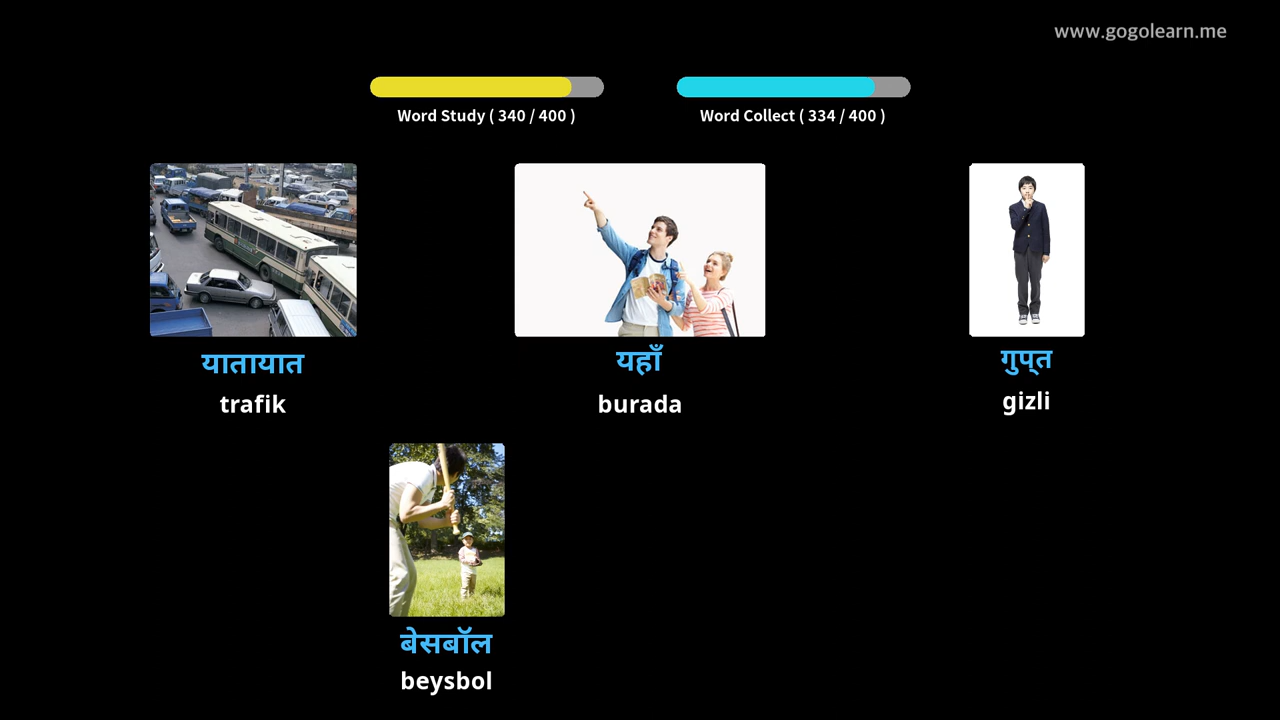 www.gogolearn.me
Word Study ( 340 / 400 )
Word Collect ( 334 / 400 )
यातायात
trafik
यहाँ
burada
गुप्त
gizli
बेसबॉल
beysbol